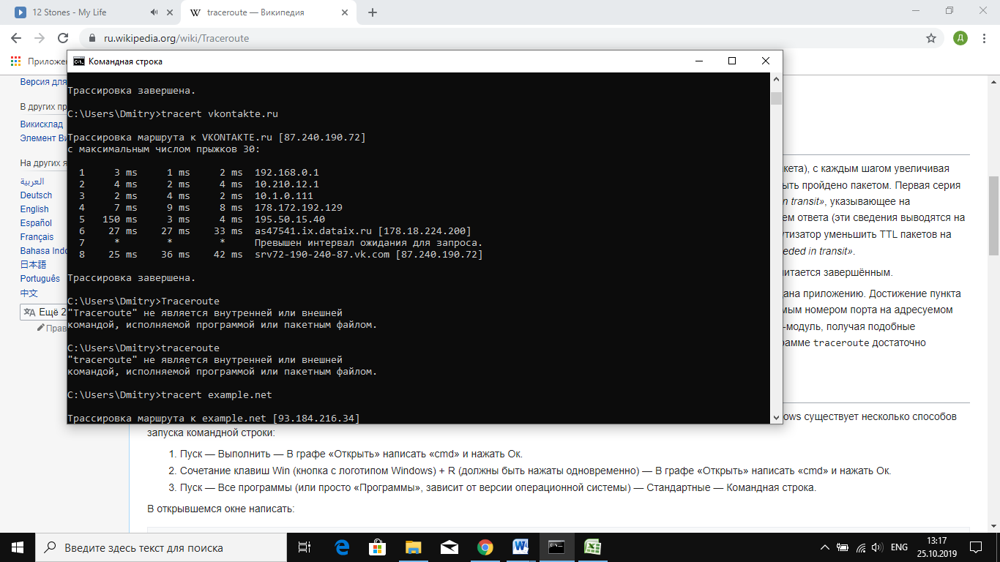 12 Stones - My Life
traceroute — Википедия
ru.wikipedia.org/wiki/Traceroute
Д
Командная строка
Версия для
В других
Викисклад
Элемент
На других
العربية
Deutsch
English
Español
Français
Bahasa
日本語
Português
中文
Ещё 2
Трассировка завершена.
C:\Users\Dmitry>tracert vkontakte.ru
Трассировка маршрута к VKONTAKTE.ru [87.240.190.72]
с максимальным числом прыжков 30:
1 3 ms 1 ms 2 ms 192.168.0.1
2 4 ms 2 ms 4 ms 10.210.12.1
3 2 ms 4 ms 2 ms 10.1.0.111
4 7 ms 9 ms 8 ms 178.172.192.129
5 150 ms 3 ms 4 ms 195.50.15.40
6 27 ms 27 ms 33 ms as47541.ix.dataix.ru [178.18.224.200]
7 * * * Превышен интервал ожидания для запроса.
8 25 ms 36 ms 42 ms srv72-190-240-87.vk.com [87.240.190.72]
Трассировка завершена.
C:\Users\Dmitry>Traceroute
"Traceroute" не является внутренней или внешней
командой, исполняемой программой или пакетным файлом.
C:\Users\Dmitry>traceroute
"traceroute" не является внутренней или внешней
командой, исполняемой программой или пакетным файлом.
C:\Users\Dmitry>tracert example.net
Трассировка маршрута к example.net [93.184.216.34]
кета), с каждым шагом увеличивая
ыть пройдено пакетом. Первая серия
n transit», указывающее на
ем ответа (эти сведения выводятся на
утизатор уменьшить TTL пакетов на
eded in transit».
итается завершённым.
дана приложению. Достижение пункта
мым номером порта на адресуемом
-модуль, получая подобные
рамме traceroute достаточно
ows существует несколько способов
запуска командной строки:
1. Пуск — Выполнить — В графе «Открыть» написать «cmd» и нажать Ок.
2. Сочетание клавиш Win (кнопка с логотипом Windows) + R (должны быть нажаты одновременно) — В графе «Открыть» написать «cmd» и нажать Ок.
3. Пуск — Все программы (или просто «Программы», зависит от версии операционной системы) — Стандартные — Командная строка.
В открывшемся окне написать:
Введите здесь текст для поиска
ENG
13:17
25.10.2019